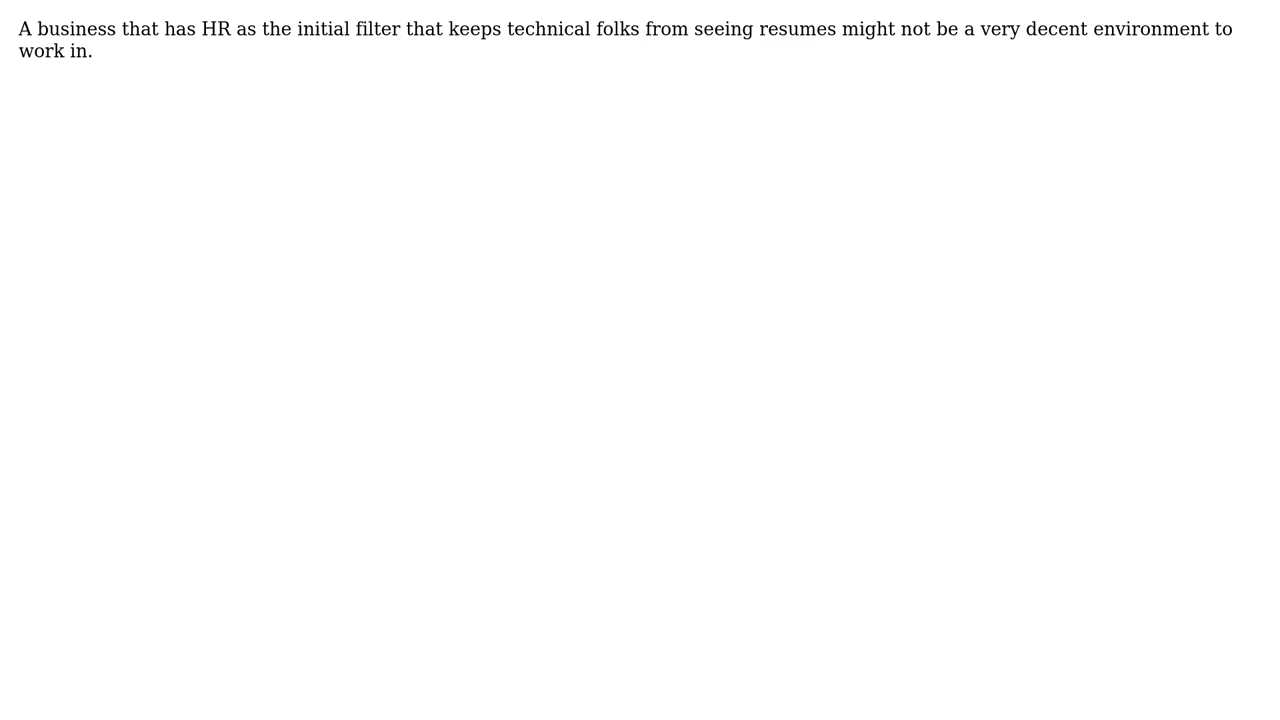 A business that has HR as the initial filter that keeps technical folks from seeing resumes might not be a very decent environment to
work in.